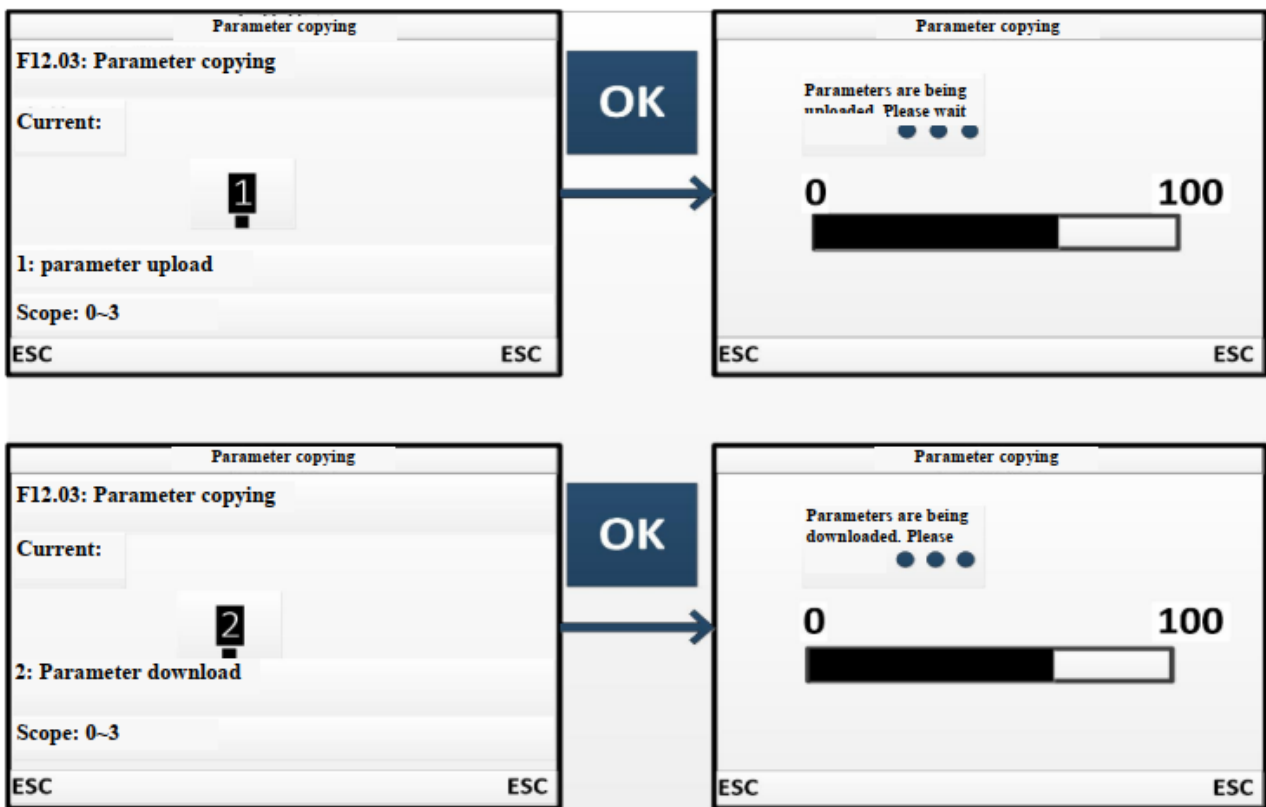 Parameter copying
F12.03: Parameter copying
Current:
1
1: parameter upload
Scope: 0~3
ESC ESC
OK
Parameter copying
Parameters are being
uploaded. Please wait
0 100
ESC ESC
Parameter copying
F12.03: Parameter copying
Current:
2
2: Parameter download
Scope: 0~3
ESC ESC
OK
Parameter copying
Parameters are being
downloaded. Please
0 100
ESC ESC